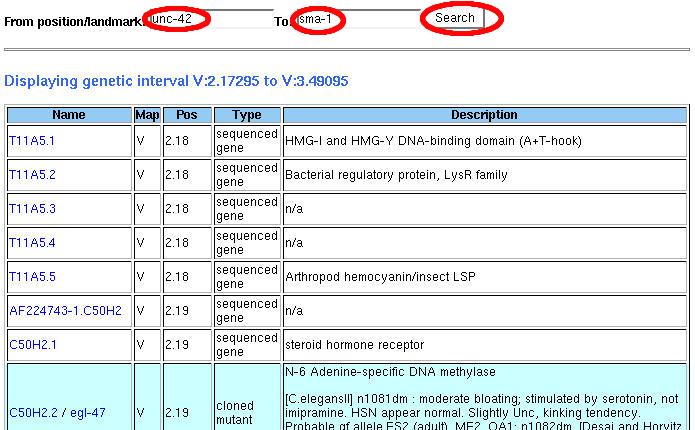 From position/landmark: unc-42 To: sma-1 Search
Displaying genetic interval V:2.17295 to V:3.49095
Name Map Pos Type Description
T11A5.1 V 2.18 sequenced gene HMG-I and HMG-Y DNA-binding domain (A+T-hook)
T11A5.2 V 2.18 sequenced gene Bacterial regulatory protein, LysR family
T11A5.3 V 2.18 sequenced gene n/a
T11A5.4 V 2.18 sequenced gene n/a
T11A5.5 V 2.18 sequenced gene Arthropod hemocyanin/insect LSP
AF224743-1.C50H2 V 2.19 sequenced gene n/a
C50H2.1 V 2.19 sequenced gene steroid hormone receptor
N-6 Adenine-specific DNA methylase
C50H2.2 / egl-47 V 2.19 cloned mutant [C.elegansII] n1081dm : moderate bloating; stimulated by serotonin, not
imipramine. HSN appear normal. Slightly Unc, kinking tendency.
Probable gf allele ES2 (adult). ME2. OA1: n1082dm. [Desai and Horvitz